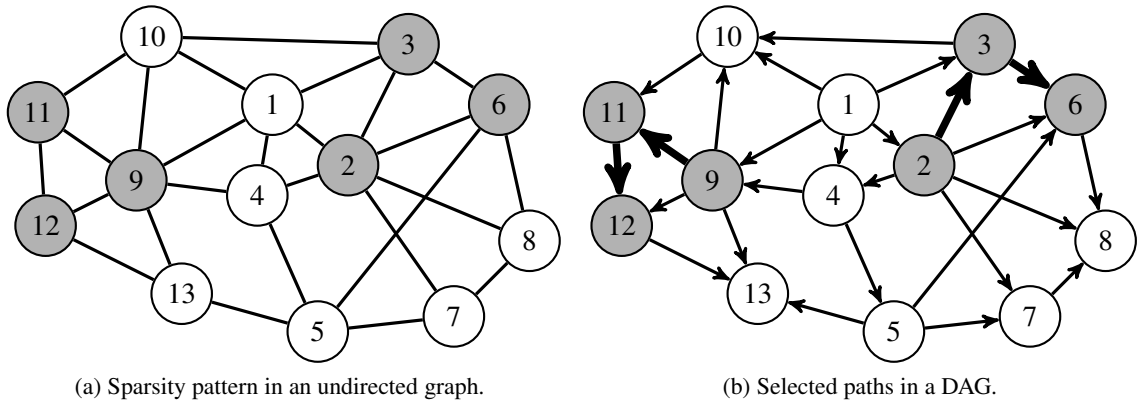 10 3 11 1 6 9 2 4 12 8 13 7 5
10 3 11 1 6 9 2 4 12 8 13 7 5
(a) Sparsity pattern in an undirected graph.
(b) Selected paths in a DAG.